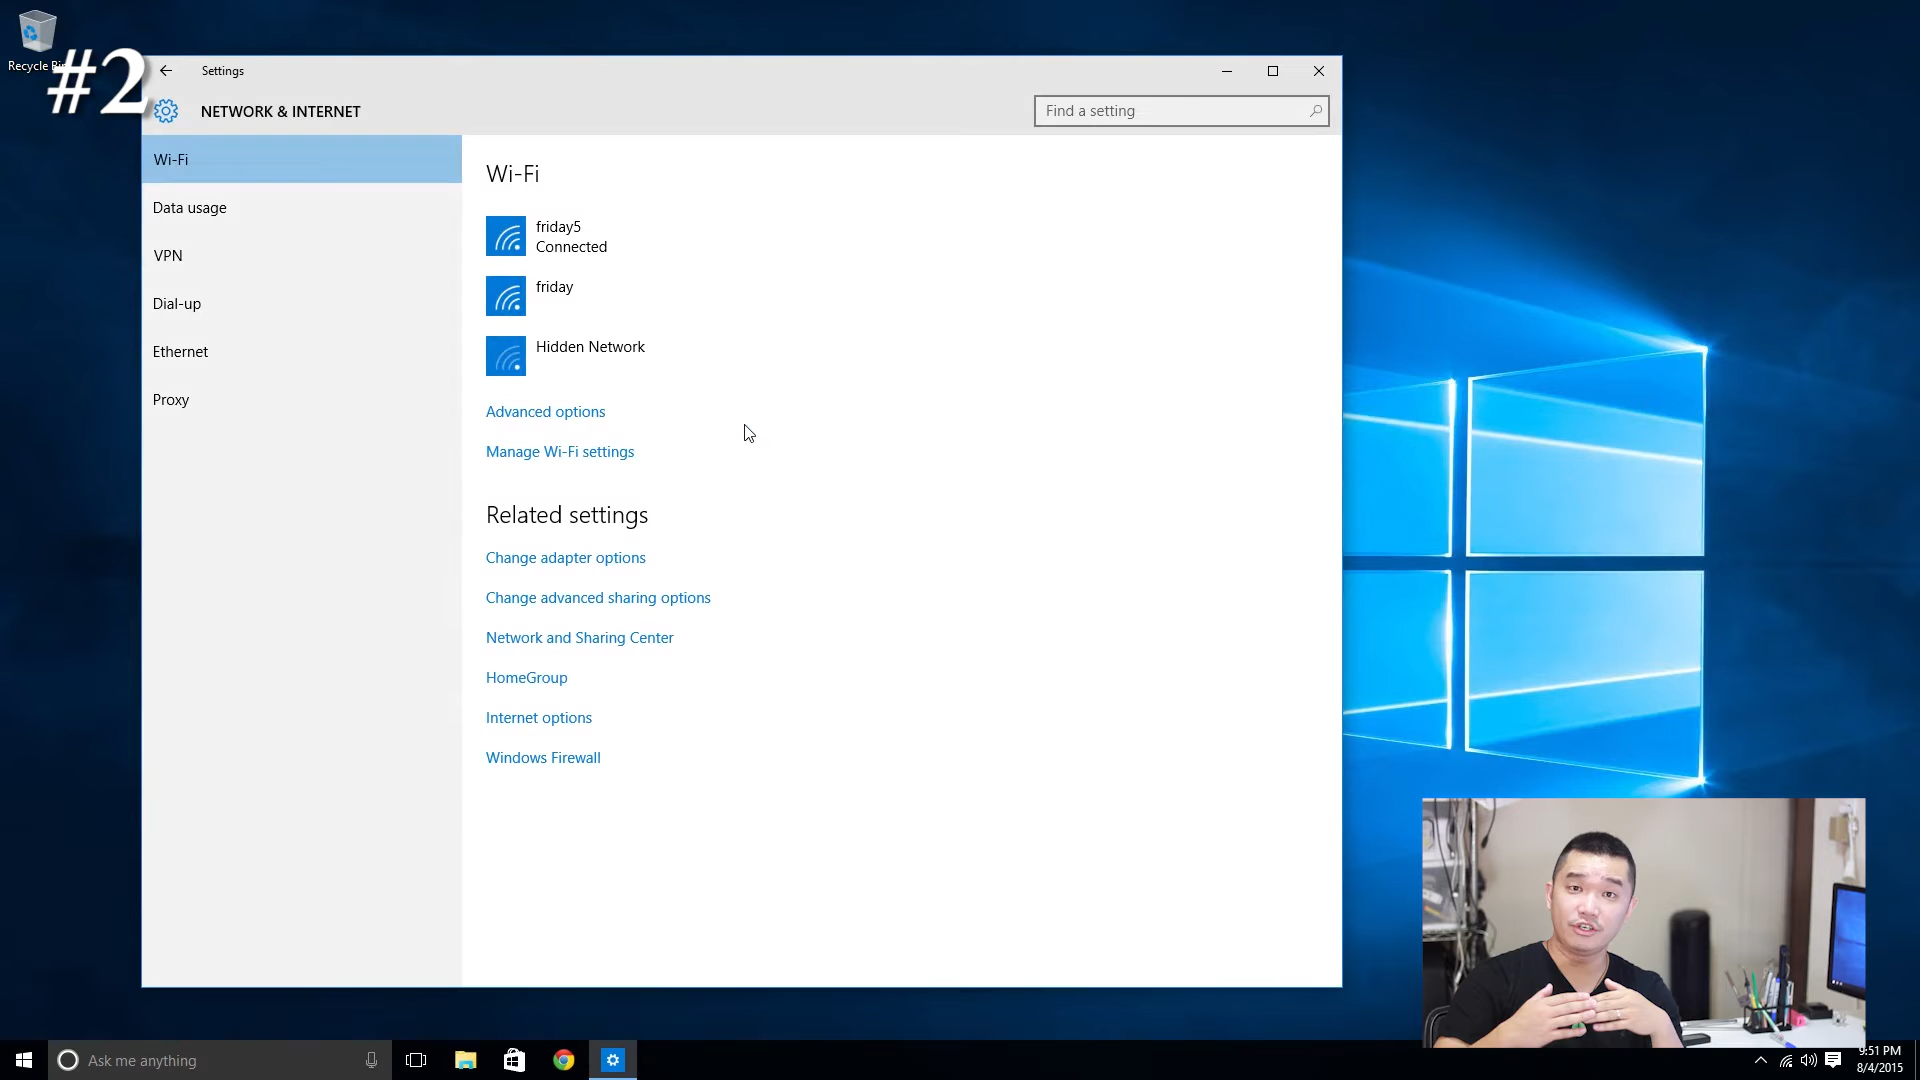 Recycle Bin
#2
Settings
NETWORK & INTERNET
Find a setting
Wi-Fi
Data usage
VPN
Dial-up
Ethernet
Proxy
Wi-Fi
friday5
Connected
friday
Hidden Network
Advanced options
Manage Wi-Fi settings
Related settings
Change adapter options
Change advanced sharing options
Network and Sharing Center
HomeGroup
Internet options
Windows Firewall
Ask me anything
9:51 PM
8/4/2015